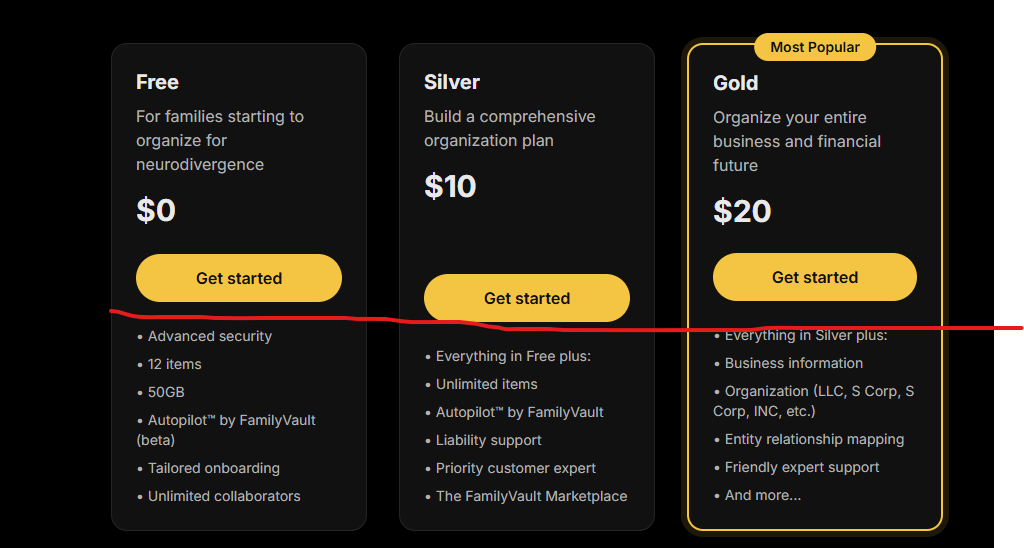 Most Popular
Free
For families starting to
organize for
neurodivergence
$0
Get started
• Advanced security
• 12 items
• 50GB
• Autopilot™ by FamilyVault
(beta)
• Tailored onboarding
• Unlimited collaborators
Silver
Build a comprehensive
organization plan
$10
Get started
• Everything in Free plus:
• Unlimited items
• Autopilot™ by FamilyVault
• Liability support
• Priority customer expert
• The FamilyVault Marketplace
Gold
Organize your entire
business and financial
future
$20
Get started
• Everything in Silver plus:
• Business information
• Organization (LLC, S Corp, S
Corp, INC, etc.)
• Entity relationship mapping
• Friendly expert support
• And more...